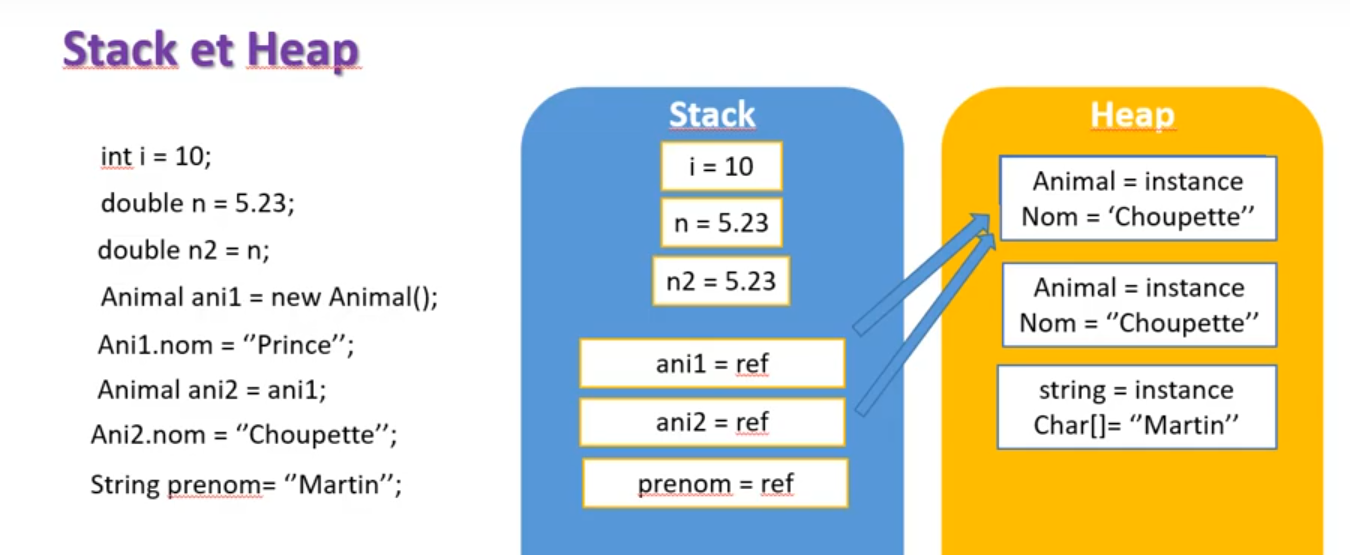 Stack et Heap
int i = 10;
double n = 5.23;
double n2 = n;
Animal ani1 = new Animal();
Ani1.nom = ‘’Prince’’;
Animal ani2 = ani1;
Ani2.nom = ‘’Choupette’’;
String prenom= ‘’Martin’’;
Stack
i = 10
n = 5.23
n2 = 5.23
ani1 = ref
ani2 = ref
prenom = ref
Heap
Animal = instance
Nom = ‘Choupette’’
Animal = instance
Nom = ‘’Choupette’’
string = instance
Char[]= ‘’Martin’’